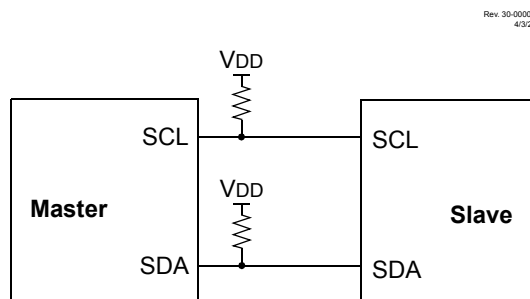 Rev. 30-0000
4/3/2
VDD
SCL
SCL
VDD
Master
Slave
SDA
SDA